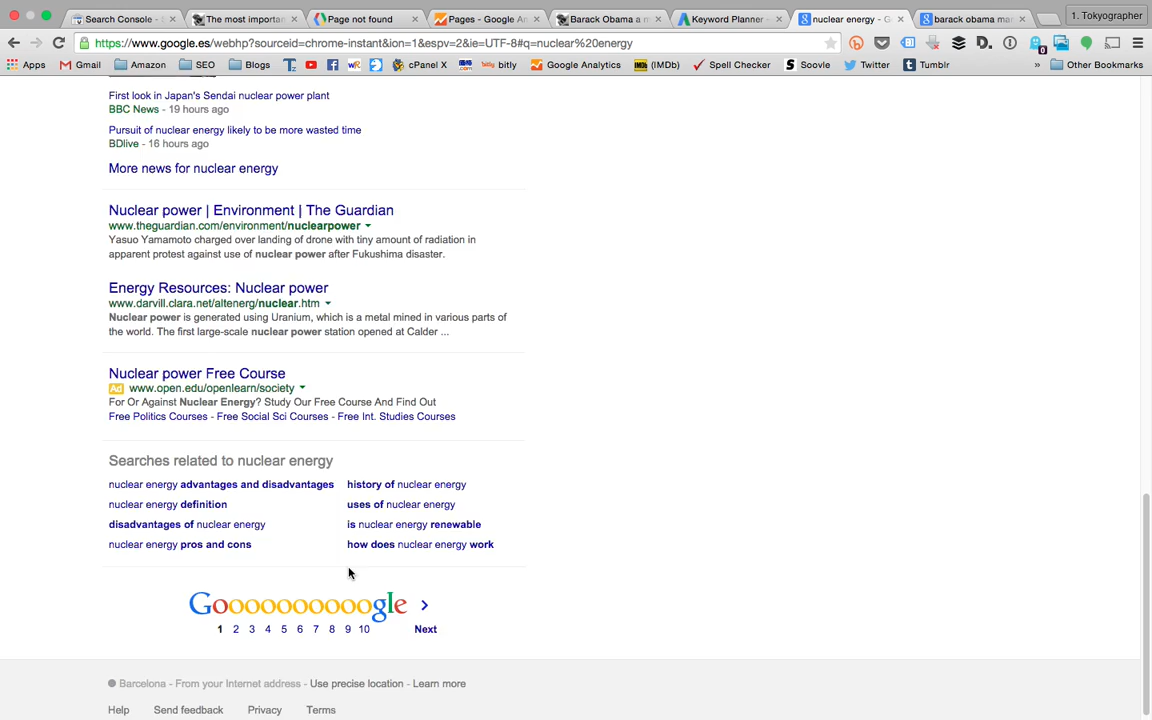 Search Console -
The most importan
Page not found
Pages - Google An
Barack Obama a m
Keyword Planner -
nuclear energy - G
barack obama mar
1. Tokyographer
https://www.google.es/webhp?sourceid=chrome-instant&ion=1&espv=2&ie=UTF-8#q=nuclear%20energy
Apps
Gmail
Amazon
SEO
Blogs
cPanel X
bitly
Google Analytics
(IMDb)
Spell Checker
Soovle
Twitter
Tumblr
»
Other Bookmarks
First look in Japan's Sendai nuclear power plant
BBC News - 19 hours ago
Pursuit of nuclear energy likely to be more wasted time
BDlive - 16 hours ago
More news for nuclear energy
Nuclear power | Environment | The Guardian
www.theguardian.com/environment/nuclearpower
Yasuo Yamamoto charged over landing of drone with tiny amount of radiation in
apparent protest against use of nuclear power after Fukushima disaster.
Energy Resources: Nuclear power
www.darvill.clara.net/altenerg/nuclear.htm
Nuclear power is generated using Uranium, which is a metal mined in various parts of
the world. The first large-scale nuclear power station opened at Calder ...
Nuclear power Free Course
Ad www.open.edu/openlearn/society
For Or Against Nuclear Energy? Study Our Free Course And Find Out
Free Politics Courses - Free Social Sci Courses - Free Int. Studies Courses
Searches related to nuclear energy
nuclear energy advantages and disadvantages
history of nuclear energy
nuclear energy definition
uses of nuclear energy
disadvantages of nuclear energy
is nuclear energy renewable
nuclear energy pros and cons
how does nuclear energy work
Goooooooooogle >
1 2 3 4 5 6 7 8 9 10 Next
Barcelona - From your Internet address - Use precise location - Learn more
Help Send feedback Privacy Terms